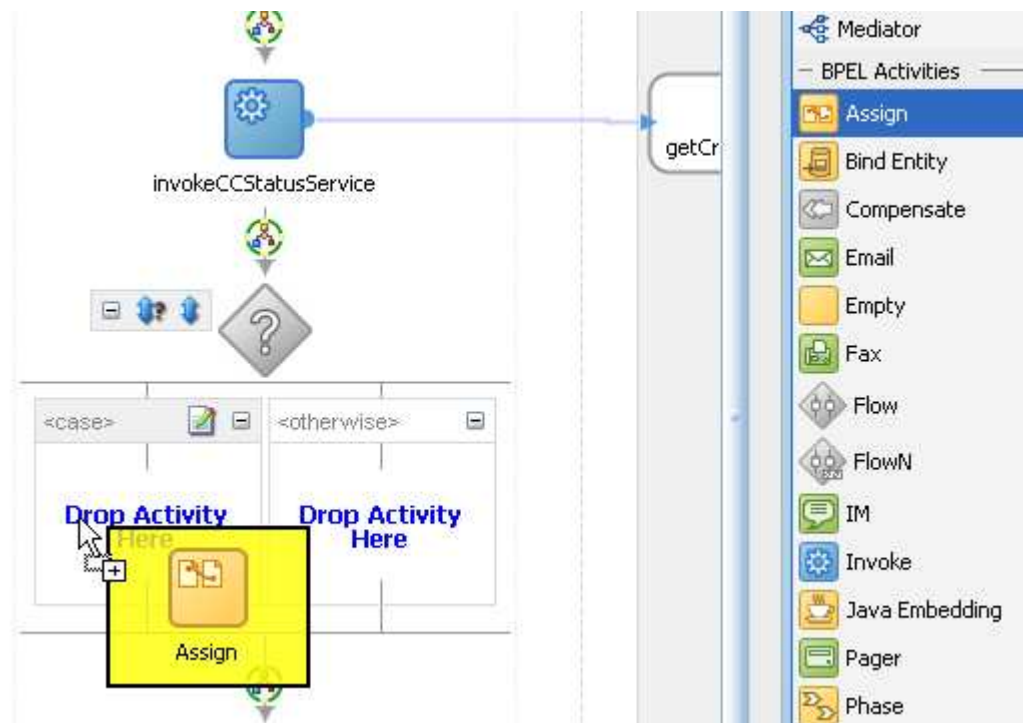 invokeCCStatusService
<case>
<otherwise>
Drop Activity
Here
Drop Activity
Here
Assign
getCr
Mediator
BPEL Activities
Assign
Bind Entity
Compensate
Email
Empty
Fax
Flow
FlowN
IM
Invoke
Java Embedding
Pager
Phase